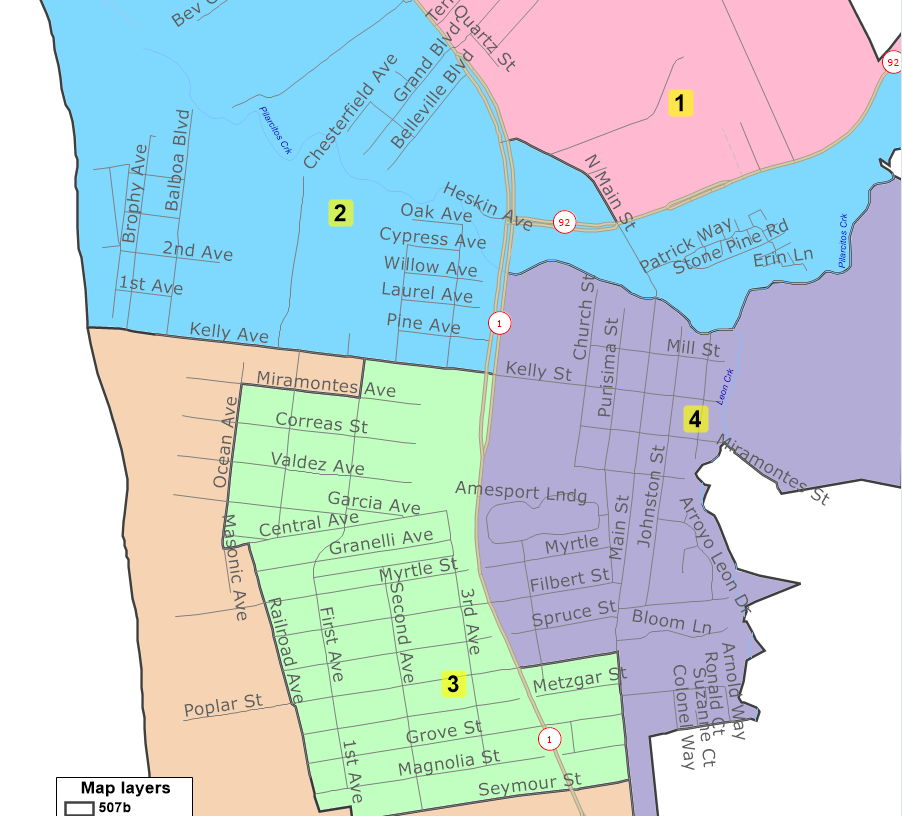 Bev C
Fern
Quartz St
92
Grand Blvd
Chesterfield Ave
Belleville Blvd
1
Pilarcitos Crk
Balboa Blvd
Brophy Ave
N Main St
2
Heskin Ave
Oak Ave
92
Patrick Way
Stone Pine Rd
Pilarcitos Crk
Cypress Ave
2nd Ave
Erin Ln
Willow Ave
1st Ave
Laurel Ave
Church St
Pine Ave
1
Kelly Ave
Purisima St
Mill St
Kelly St
Miramontes Ave
Leon Crk
Ocean Ave
Correas St
4
Miramontes St
Valdez Ave
Johnston St
Garcia Ave
Amesport Lndg
Main St
Central Ave
Masonic Ave
Granelli Ave
Myrtle
Arroyo Leon Dr
Myrtle St
Filbert St
Railroad Ave
First Ave
Second Ave
3rd Ave
Spruce St
Bloom Ln
Arnold Way
Ronald Ct
Suzanne Ct
Colonel Way
3
Metzgar St
Poplar St
Grove St
1
1st Ave
Magnolia St
Seymour St
Map layers
507b